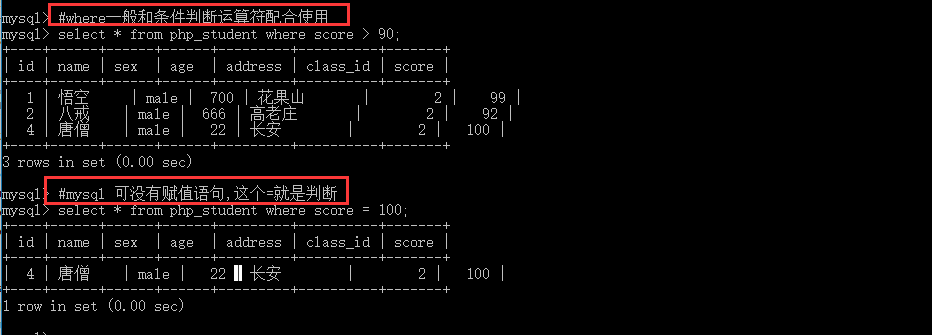 mysql> #where一般和条件判断运算符配合使用
mysql> select * from php_student where score > 90;
+----+------+------+------+---------+----------+-------+
| id | name | sex | age | address | class_id | score |
+----+------+------+------+---------+----------+-------+
| 1 | 悟空 | male | 700 | 花果山 | 2 | 99 |
| 2 | 八戒 | male | 666 | 高老庄 | 2 | 92 |
| 4 | 唐僧 | male | 22 | 长安 | 2 | 100 |
+----+------+------+------+---------+----------+-------+
3 rows in set (0.00 sec)
mysql> #mysql 可没有赋值语句,这个=就是判断
mysql> select * from php_student where score = 100;
+----+------+------+------+---------+----------+-------+
| id | name | sex | age | address | class_id | score |
+----+------+------+------+---------+----------+-------+
| 4 | 唐僧 | male | 22 | 长安 | 2 | 100 |
+----+------+------+------+---------+----------+-------+
1 row in set (0.00 sec)
mysql>